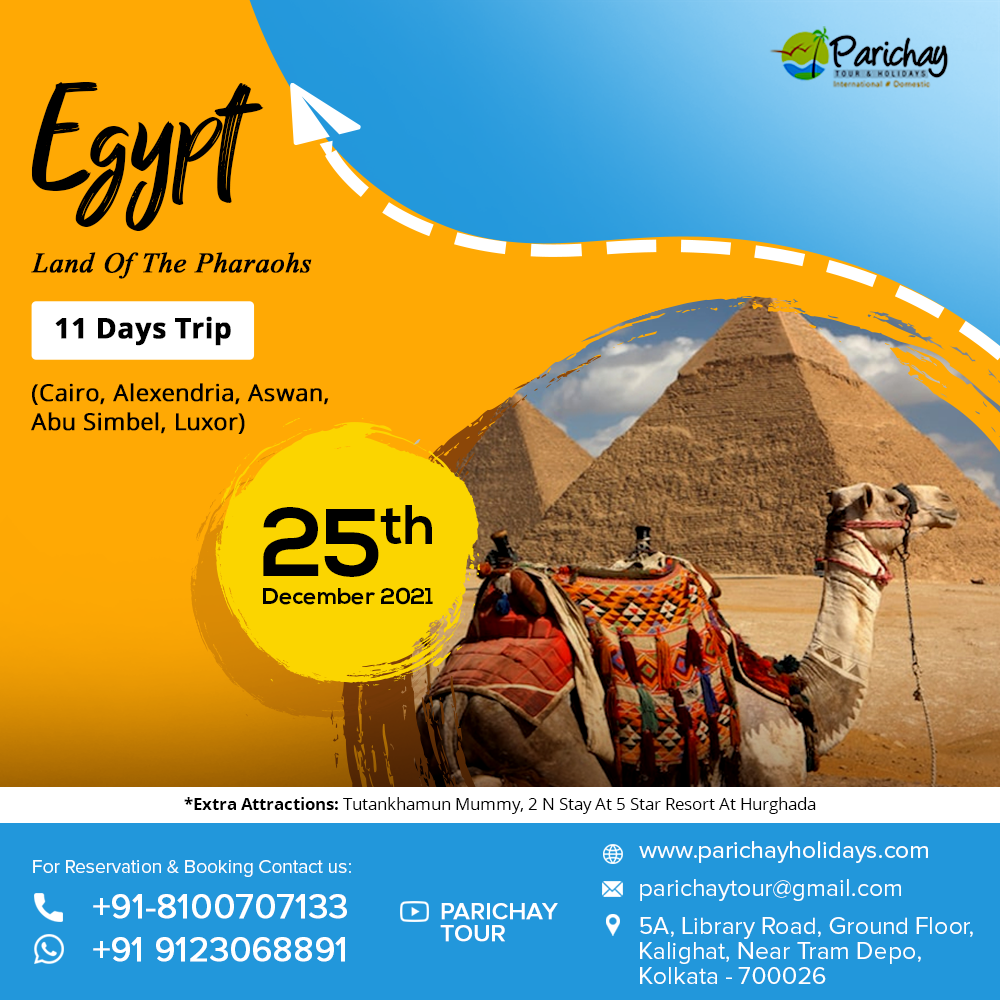 Parichay
TOUR & HOLIDAYS
International # Domestic
Egypt
Land Of The Pharaohs
11 Days Trip
(Cairo, Alexendria, Aswan,
Abu Simbel, Luxor)
25th
December 2021
*Extra Attractions: Tutankhamun Mummy, 2 N Stay At 5 Star Resort At Hurghada
For Reservation & Booking Contact us:
+91-8100707133
+91 9123068891
PARICHAY
TOUR
www.parichayholidays.com
parichaytour@gmail.com
5A, Library Road, Ground Floor,
Kalighat, Near Tram Depo,
Kolkata - 700026